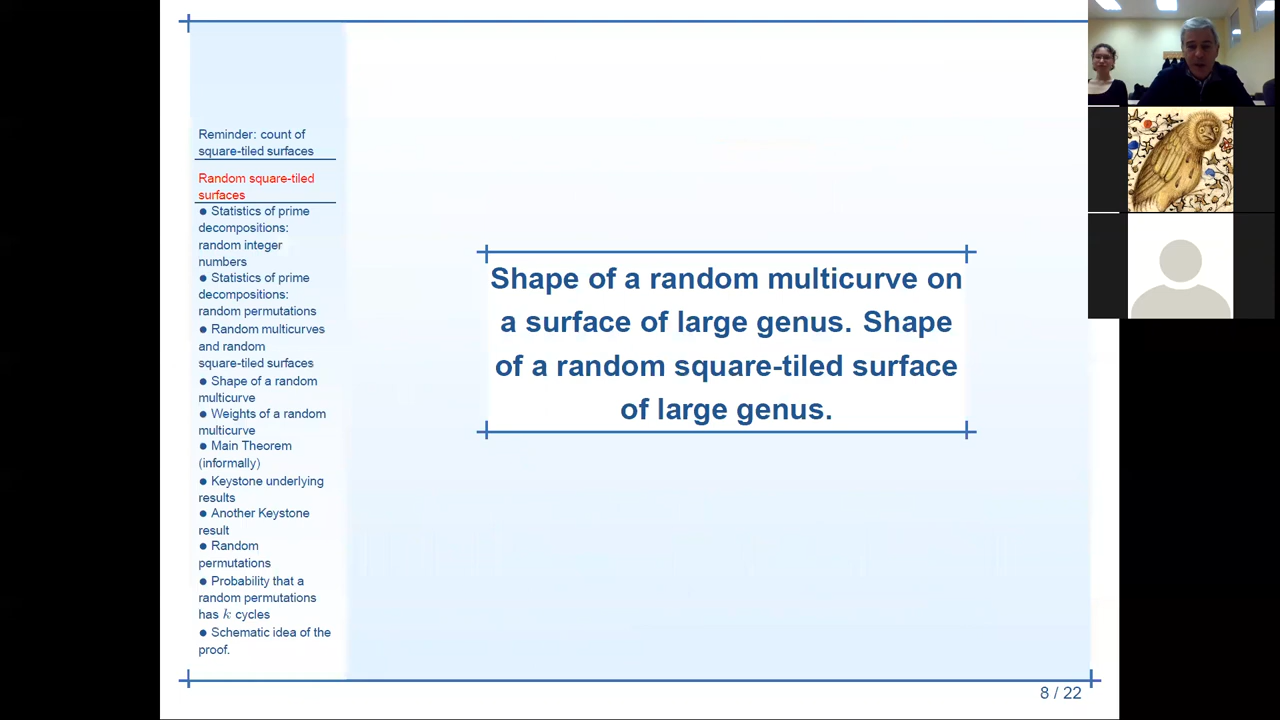 Reminder: count of
square-tiled surfaces
Random square-tiled
surfaces
● Statistics of prime
decompositions:
random integer
numbers
● Statistics of prime
decompositions:
random permutations
● Random multicurves
and random
square-tiled surfaces
● Shape of a random
multicurve
● Weights of a random
multicurve
● Main Theorem
(informally)
● Keystone underlying
results
● Another Keystone
result
● Random
permutations
● Probability that a
random permutations
has k cycles
● Schematic idea of the
proof.
Shape of a random multicurve on
a surface of large genus. Shape
of a random square-tiled surface
of large genus.
8 / 22